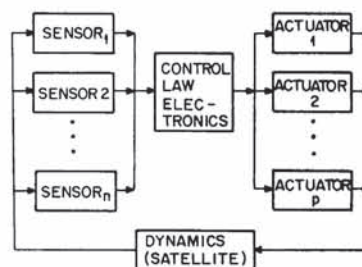 SENSOR1
SENSOR 2
SENSORn
CONTROL
LAW
ELEC-
TRONICS
ACTUATOR
1
ACTUATOR
2
ACTUATOR
p
DYNAMICS
(SATELLITE)